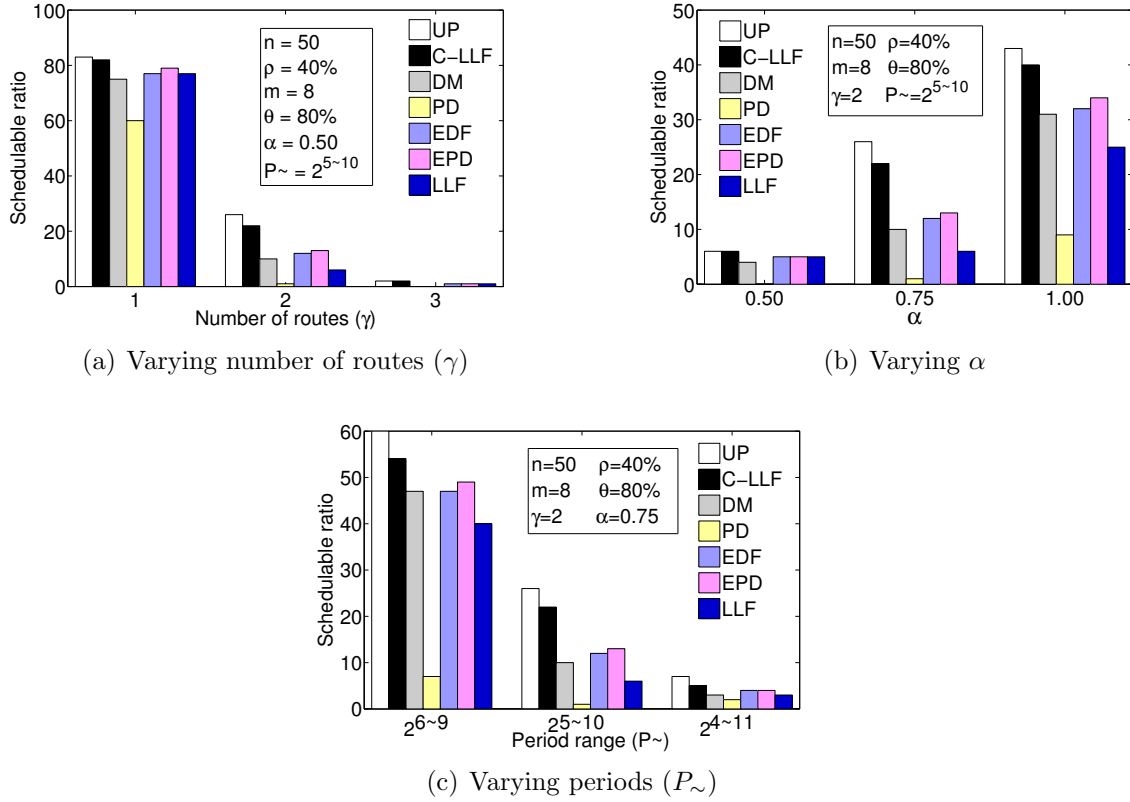 100
80
60
40
20
0
Schedulable ratio
1
2
3
Number of routes (γ)
n = 50
ρ = 40%
m = 8
θ = 80%
α = 0.50
P~ = 2^5~10
UP
C−LLF
DM
PD
EDF
EPD
LLF
(a) Varying number of routes (γ)
50
40
30
20
10
0
Schedulable ratio
0.50
0.75
1.00
α
UP
C−LLF
DM
PD
EDF
EPD
LLF
n=50 ρ=40%
m=8 θ=80%
γ=2 P~=2^5~10
(b) Varying α
60
50
40
30
20
10
0
Schedulable ratio
2^6~9
2^5~10
2^4~11
Period range (P~)
n=50 ρ=40%
m=8 θ=80%
γ=2 α=0.75
UP
C−LLF
DM
PD
EDF
EPD
LLF
(c) Varying periods (P∼)